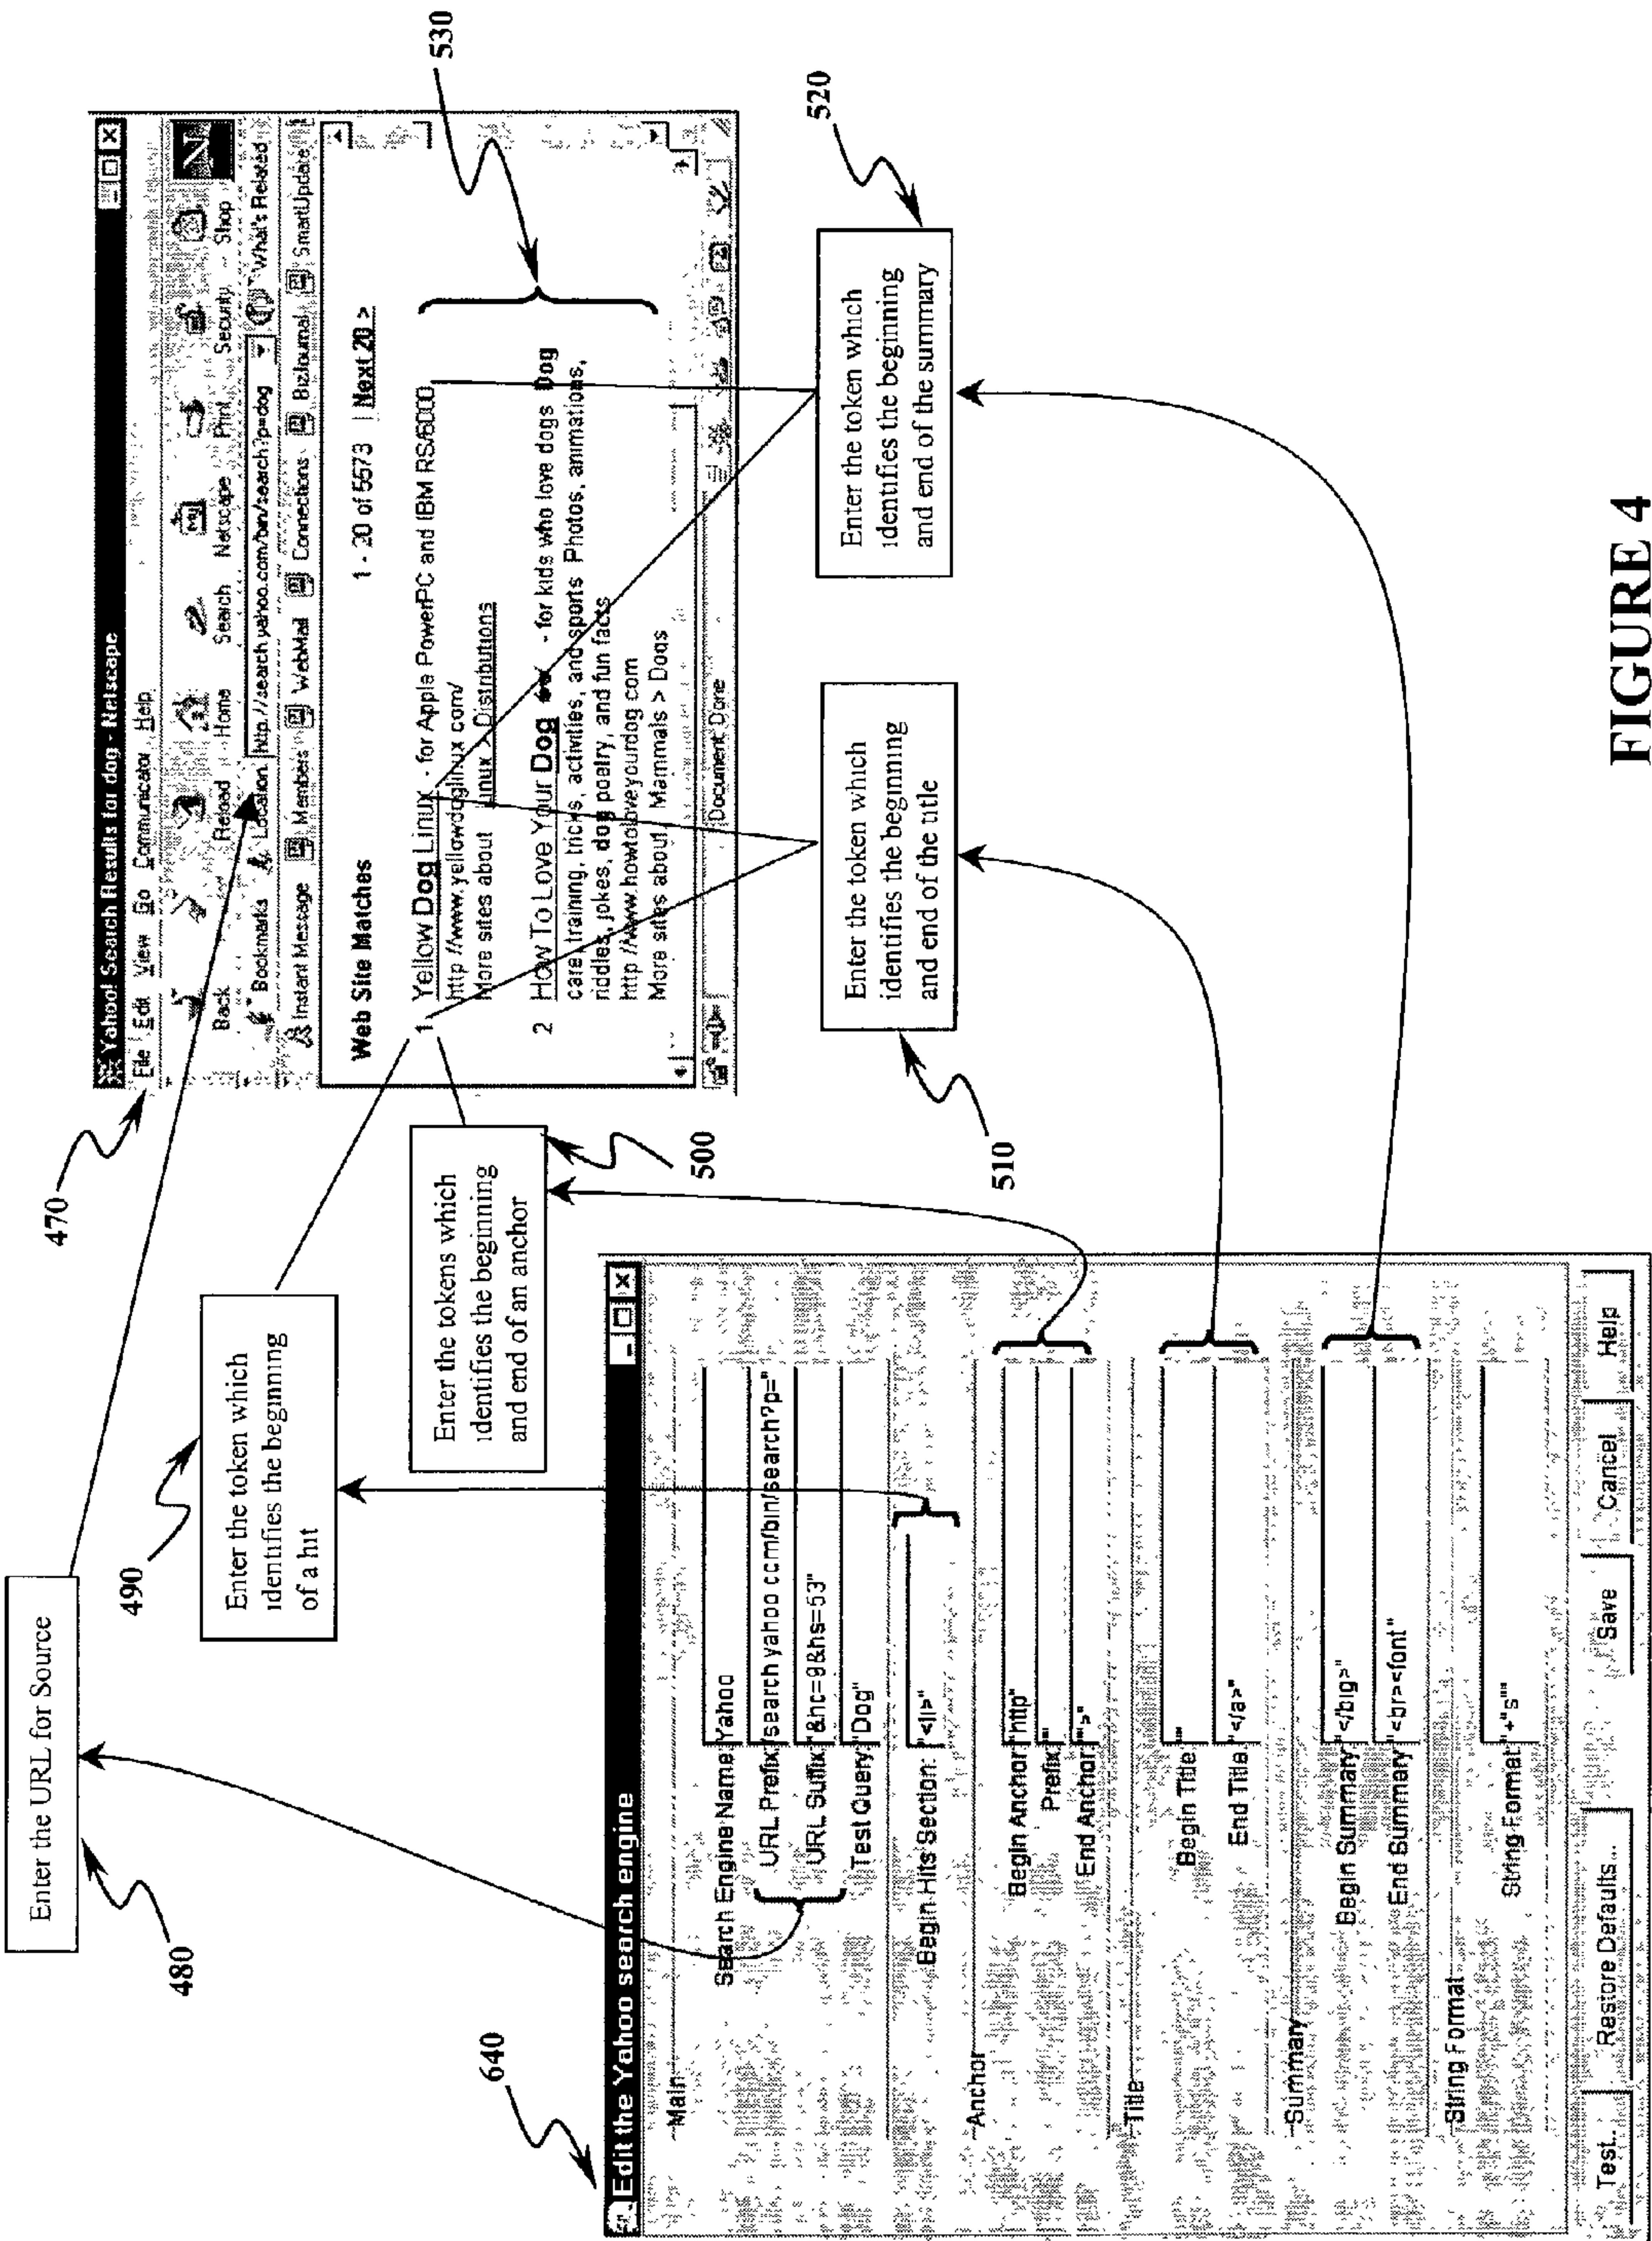 Enter the URL for Source
480
490
Enter the token which
identifies the beginning
of a hit
470
Yahoo! Search Results for dog - Netscape
File Edit View Go Communicator Help
Back Reload Home Search Netscape Print Security Shop
Bookmarks Location http://search.yahoo.com/bin/search?p=dog What's Related
Instant Message Members WebMail Connections BizJournal SmartUpdate
Web Site Matches 1 - 20 of 5573 | Next 20 >
1 Yellow Dog Linux - for Apple PowerPC and IBM RS/6000
http //www.yellowdoglinux com/
More sites about Linux > Distributions
2 How To Love Your Dog - for kids who love dogs Dog
care, training, tricks, activities, and sports Photos, animations,
riddles, jokes, dog poetry, and fun facts
http //www.howtoloveyourdog com
More sites about Mammals > Dogs
Document Done
530
Enter the tokens which
identifies the beginning
and end of an anchor
500
510
Enter the token which
identifies the beginning
and end of the title
520
Enter the token which
identifies the beginning
and end of the summary
640
Edit the Yahoo search engine
Main
Search Engine Name Yahoo
URL Prefix /search yahoo com/bin/search?p="
URL Suffix "&hc=9&hs=53"
Test Query "Dog"
Begin Hits Section: "<li>"
Anchor
Begin Anchor "http"
Prefix ""
End Anchor ">"
Title
Begin Title ""
End Title "</a>"
Summary
Begin Summary "</big>"
End Summary "<br><font"
String Format
String Format "+"s""
Test... Restore Defaults... Save Cancel Help
FIGURE 4